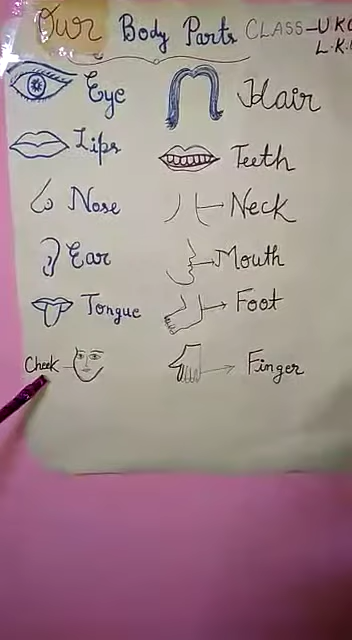 Our Body Parts CLASS-UKG
L.K.
Eye Hair
Lips Teeth
Nose Neck
Ear Mouth
Tongue Foot
Cheek Finger